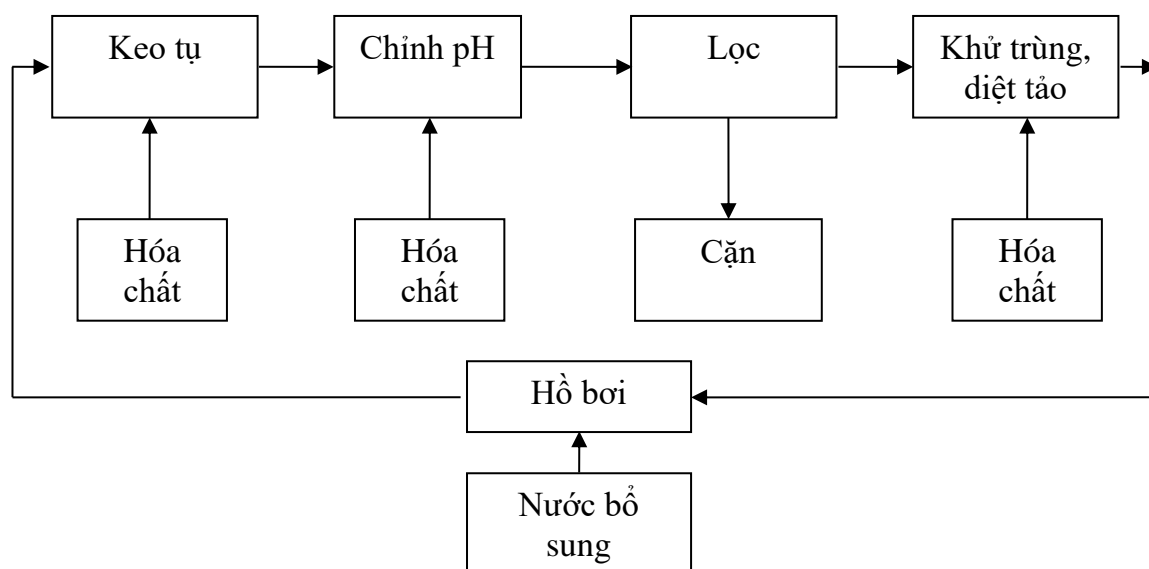 Keo tụ
Chỉnh pH
Lọc
Khử trùng,
diệt tảo
Hóa
chất
Hóa
chất
Cặn
Hóa
chất
Hồ bơi
Nước bổ
sung